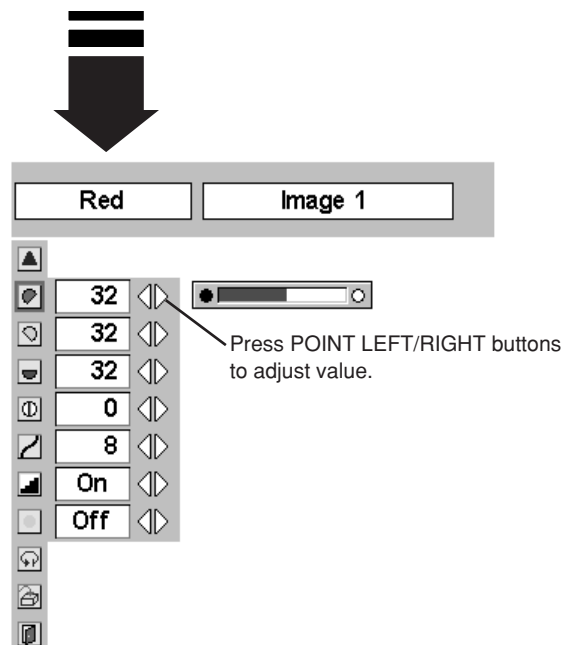 Red Image 1
32
32 Press POINT LEFT/RIGHT buttons
32 to adjust value.
0
8
On
Off